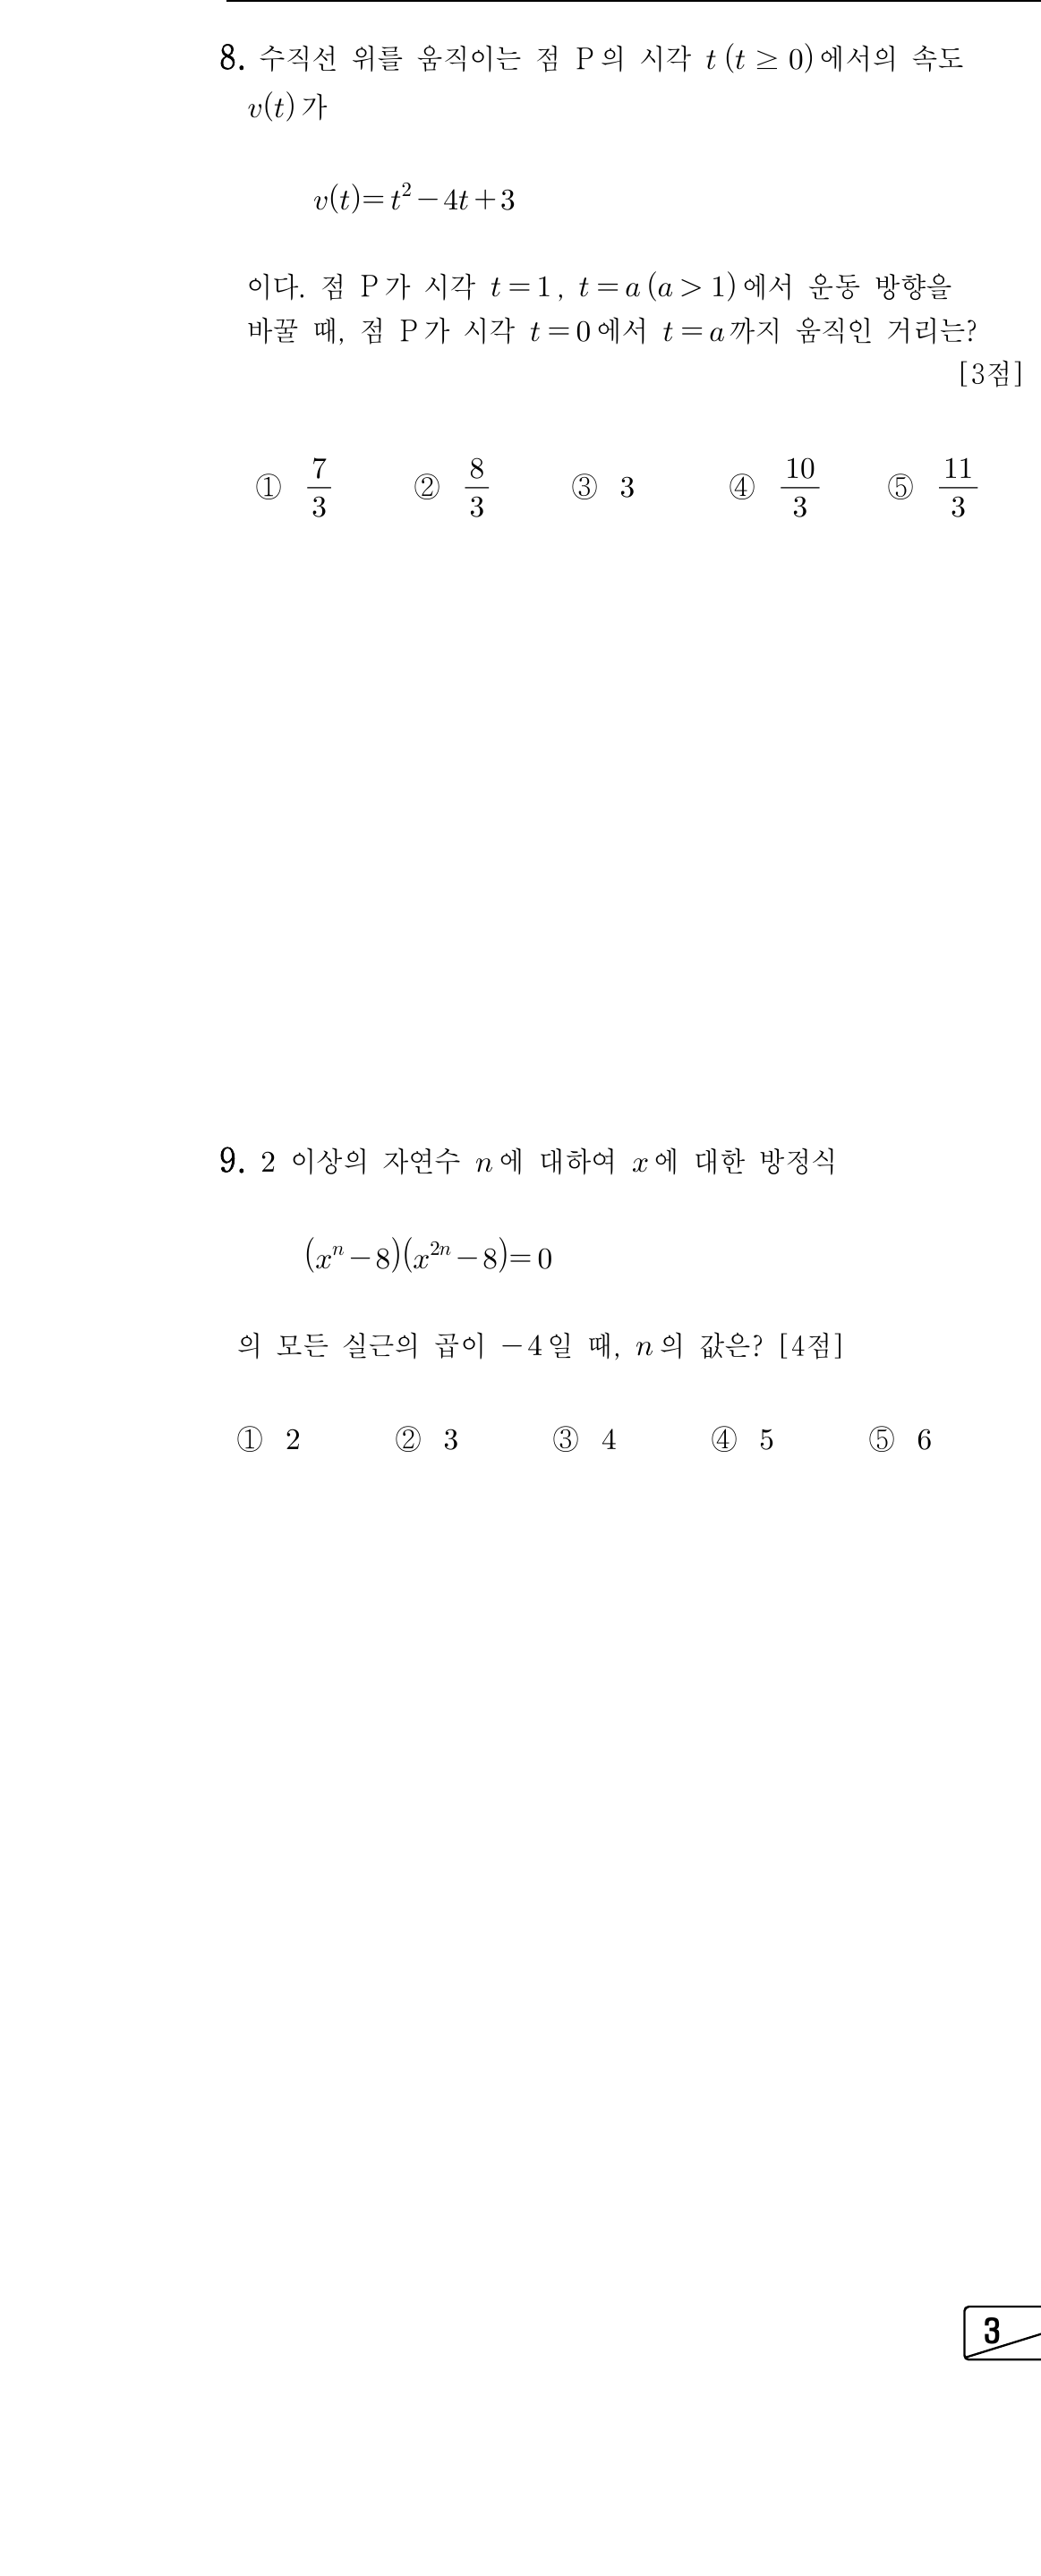 8. 수직선 위를 움직이는 점 P의 시각 t (t ≥ 0)에서의 속도
v(t)가
v(t)= t² − 4t + 3
이다. 점 P가 시각 t = 1, t = a (a > 1)에서 운동 방향을
바꿀 때, 점 P가 시각 t = 0에서 t = a까지 움직인 거리는?
[3점]
① 7/3 ② 8/3 ③ 3 ④ 10/3 ⑤ 11/3
9. 2 이상의 자연수 n에 대하여 x에 대한 방정식
(xⁿ − 8)(x²ⁿ − 8)= 0
의 모든 실근의 곱이 −4일 때, n의 값은? [4점]
① 2 ② 3 ③ 4 ④ 5 ⑤ 6
3